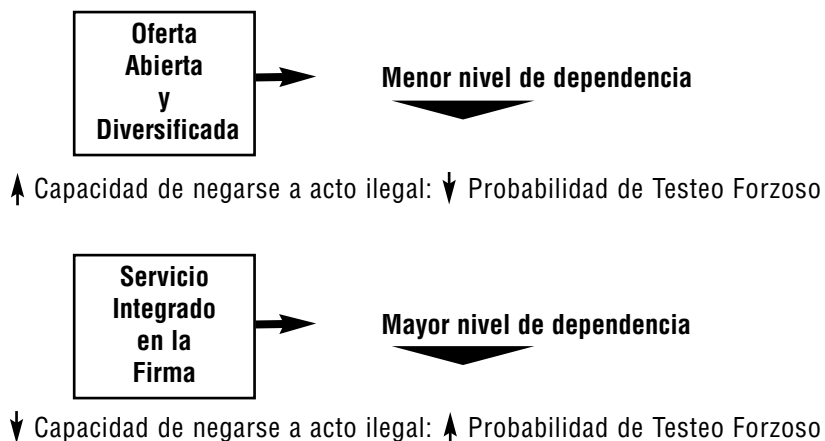 Oferta
Abierta
y
Diversificada
Menor nivel de dependencia
Capacidad de negarse a acto ilegal: Probabilidad de Testeo Forzoso
Servicio
Integrado
en la
Firma
Mayor nivel de dependencia
Capacidad de negarse a acto ilegal: Probabilidad de Testeo Forzoso